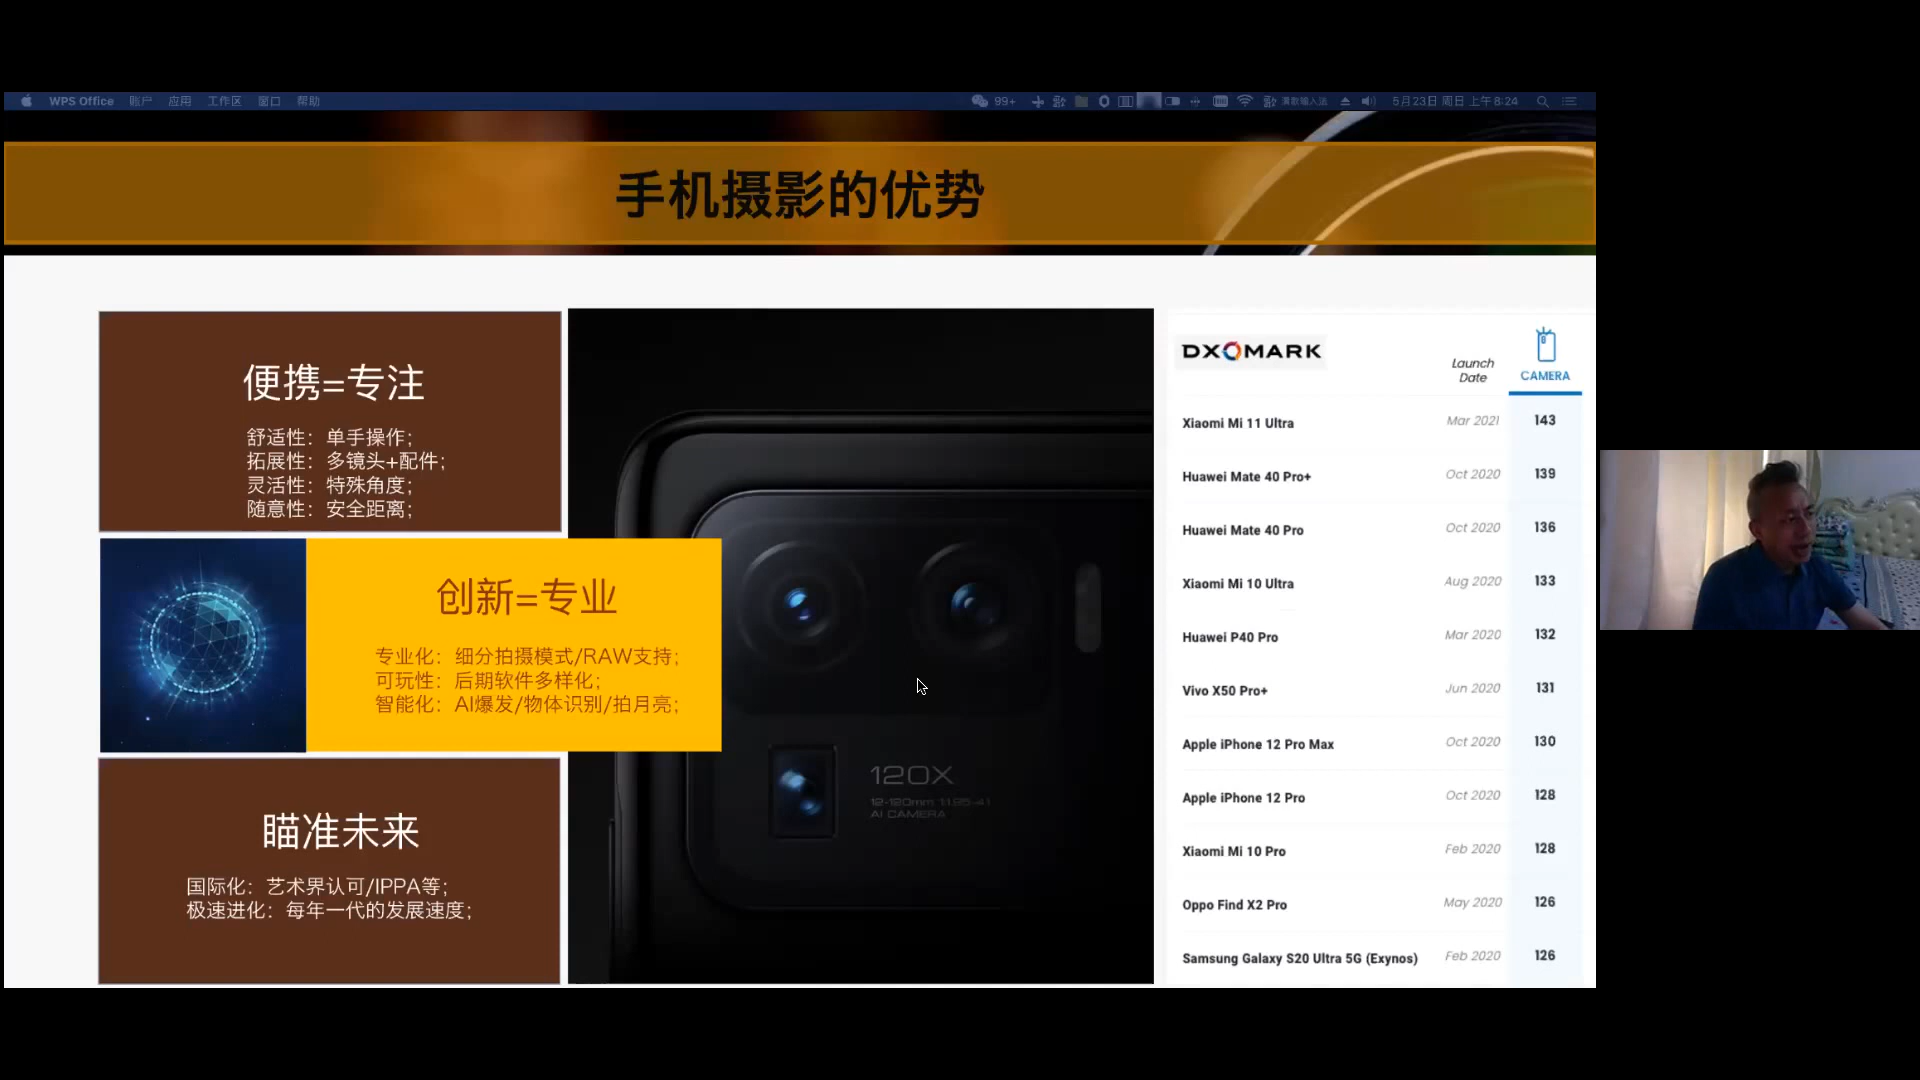 WPS Office 账户 应用 工作区 窗口 帮助
99+
5月23日 周日 上午8:24
手机摄影的优势
便携=专注
舒适性：单手操作；
拓展性：多镜头+配件；
灵活性：特殊角度；
随意性：安全距离；
创新=专业
专业化：细分拍摄模式/RAW支持；
可玩性：后期软件多样化；
智能化：AI爆发/物体识别/拍月亮；
瞄准未来
国际化：艺术界认可/IPPA等；
极速进化：每年一代的发展速度；
120X
AI CAMERA
DXOMARK
Launch
Date
CAMERA
Xiaomi Mi 11 Ultra Mar 2021 143
Huawei Mate 40 Pro+ Oct 2020 139
Huawei Mate 40 Pro Oct 2020 136
Xiaomi Mi 10 Ultra Aug 2020 133
Huawei P40 Pro Mar 2020 132
Vivo X50 Pro+ Jun 2020 131
Apple iPhone 12 Pro Max Oct 2020 130
Apple iPhone 12 Pro Oct 2020 128
Xiaomi Mi 10 Pro Feb 2020 128
Oppo Find X2 Pro May 2020 126
Samsung Galaxy S20 Ultra 5G (Exynos) Feb 2020 126